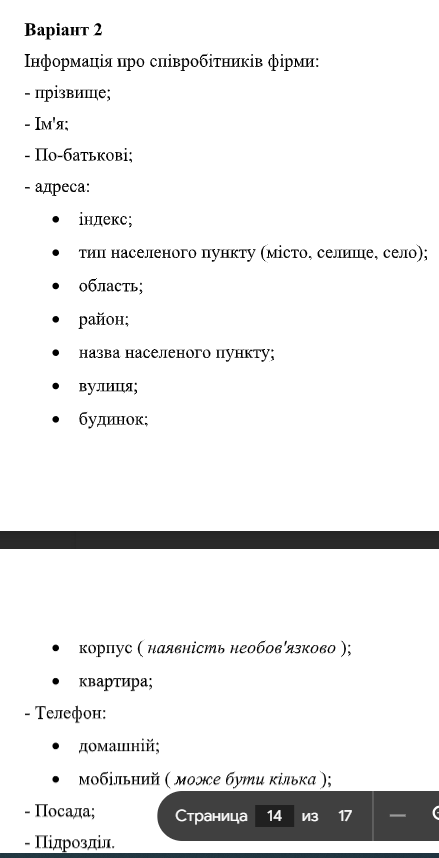 Варіант 2
Інформація про співробітників фірми:
- прізвище;
- Ім'я;
- По-батькові;
- адреса:
• індекс;
• тип населеного пункту (місто, селище, село);
• область;
• район;
• назва населеного пункту;
• вулиця;
• будинок;
• корпус ( наявність необов'язково );
• квартира;
- Телефон:
• домашній;
• мобільний ( може бути кілька );
- Посада;
- Підрозділ.
Страница 14 из 17